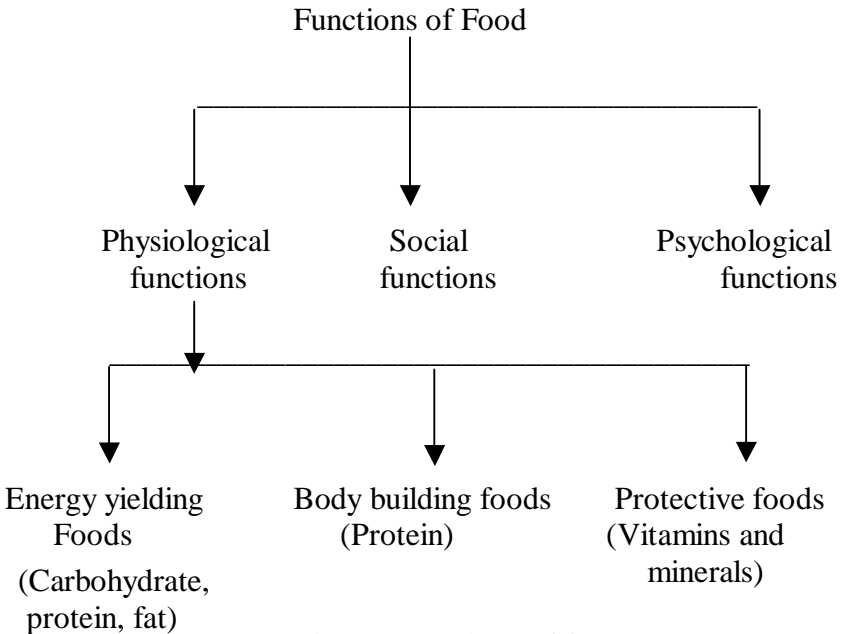 Functions of Food
Physiological
functions
Social
functions
Psychological
functions
Energy yielding
Foods
(Carbohydrate,
protein, fat)
Body building foods
(Protein)
Protective foods
(Vitamins and
minerals)